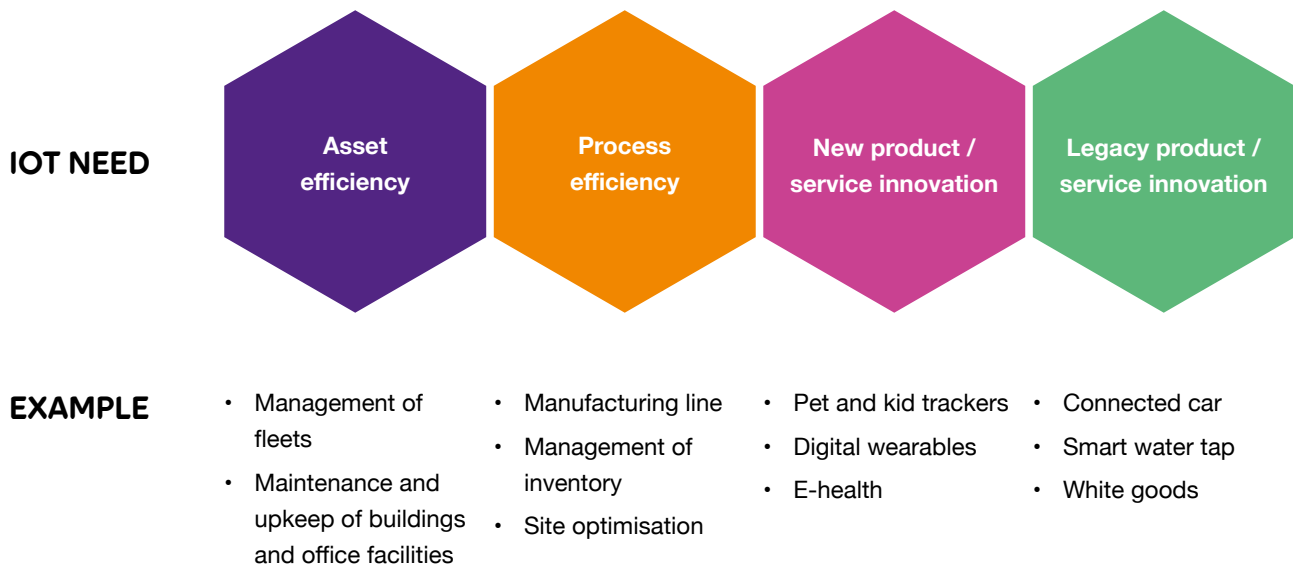 IOT NEED
Asset
efficiency
Process
efficiency
New product /
service innovation
Legacy product /
service innovation
EXAMPLE
• Management of
fleets
• Maintenance and
upkeep of buildings
and office facilities
• Manufacturing line
• Management of
inventory
• Site optimisation
• Pet and kid trackers
• Digital wearables
• E-health
• Connected car
• Smart water tap
• White goods